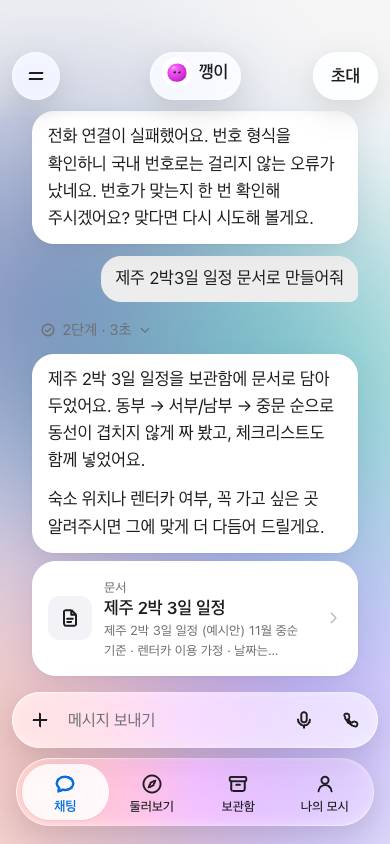 깽이
초대
전화 연결이 실패했어요. 번호 형식을
확인하니 국내 번호로는 걸리지 않는 오류가
났네요. 번호가 맞는지 한 번 확인해
주시겠어요? 맞다면 다시 시도해 볼게요.
제주 2박3일 일정 문서로 만들어줘
2단계 · 3초
제주 2박 3일 일정을 보관함에 문서로 담아
두었어요. 동부 → 서부/남부 → 중문 순으로
동선이 겹치지 않게 짜 봤고, 체크리스트도
함께 넣었어요.
숙소 위치나 렌터카 여부, 꼭 가고 싶은 곳
알려주시면 그에 맞게 더 다듬어 드릴게요.
문서
제주 2박 3일 일정
제주 2박 3일 일정 (예시안) 11월 중순
기준 · 렌터카 이용 가정 · 날짜는...
메시지 보내기
채팅
둘러보기
보관함
나의 모시